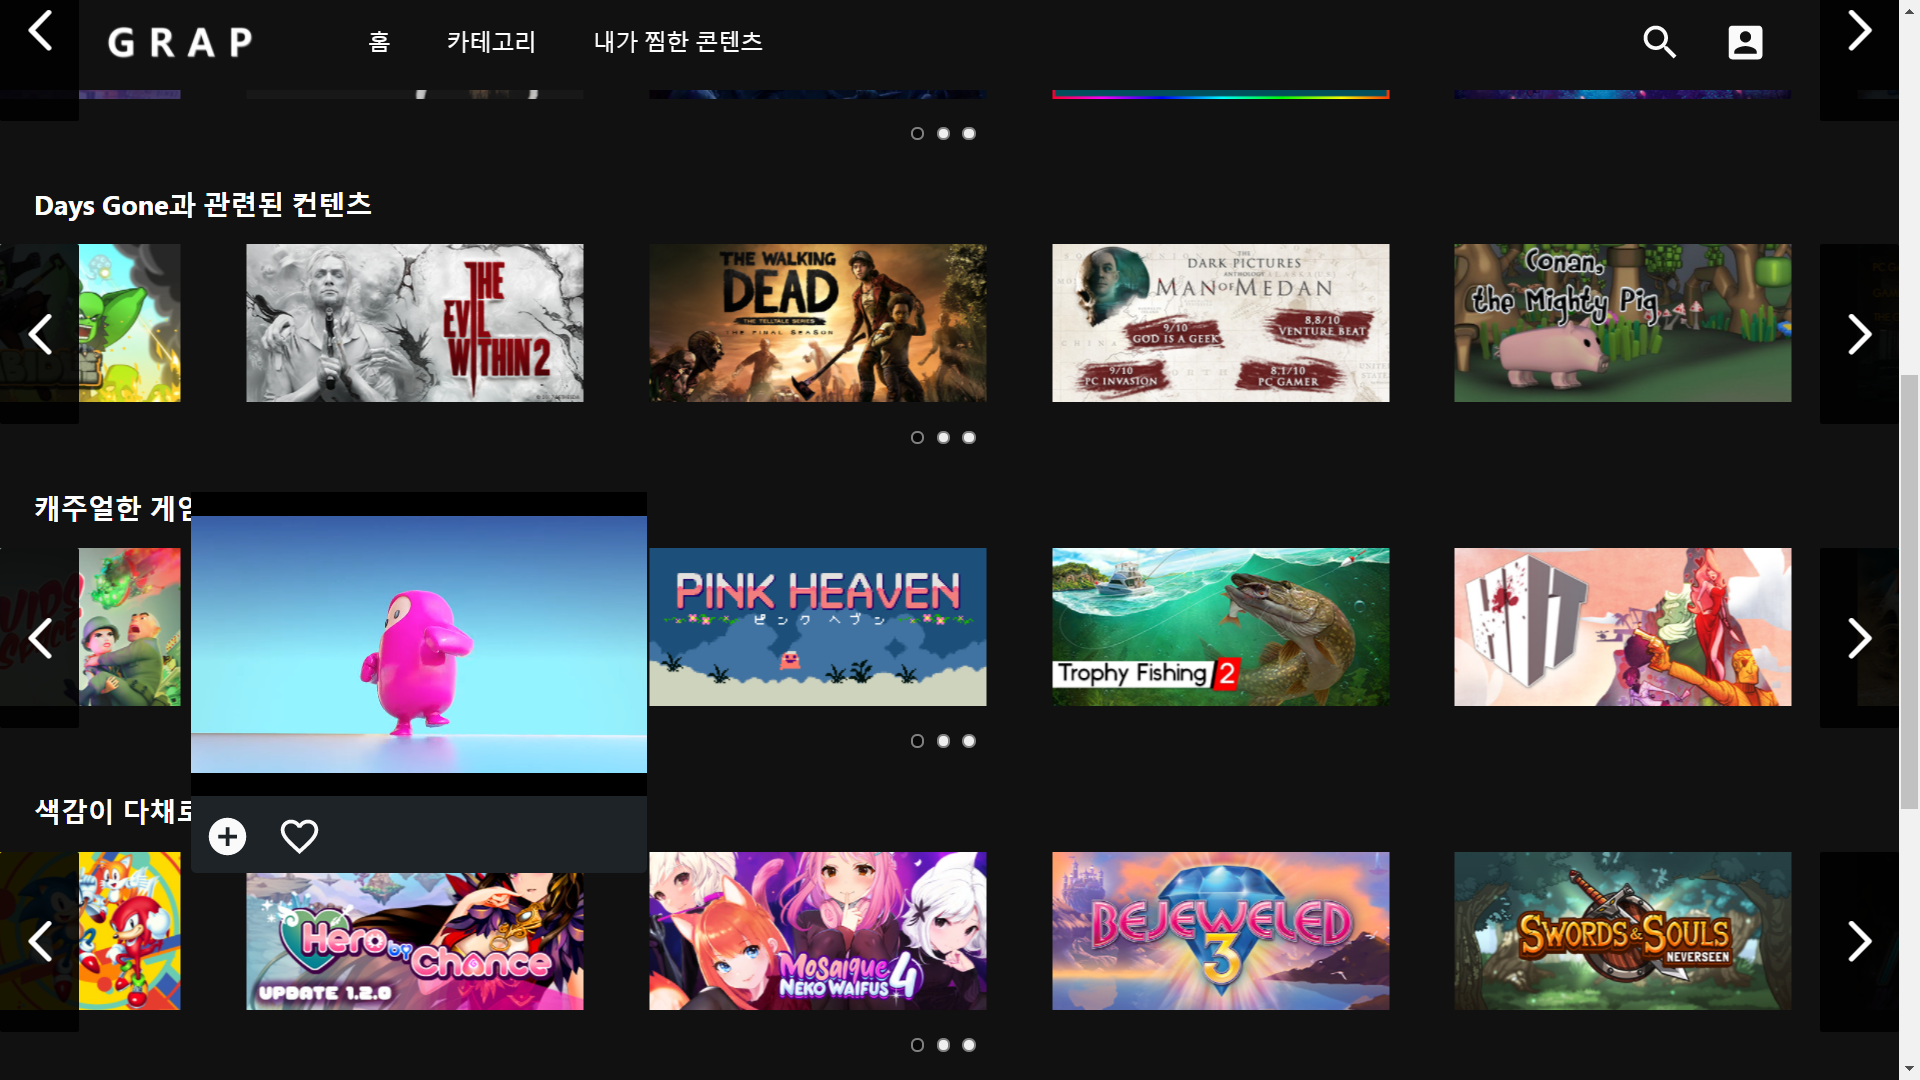 GRAP
홈
카테고리
내가 찜한 콘텐츠
Days Gone과 관련된 컨텐츠
THE
EVIL
WITHIN 2
THE WALKING
DEAD
THE TELLTALE SERIES
THE FINAL SEASON
THE
DARK PICTURES
ANTHOLOGY
MAN OF MEDAN
9/10
GOD IS A GEEK
8,8/10
VENTURE BEAT
9/10
PC INVASION
8,1/10
PC GAMER
Conan,
the Mighty Pig
캐주얼한 게임
PINK HEAVEN
ピンク ヘブン
Trophy Fishing 2
HIT
색감이 다채로
Hero by
Chance
UPDATE 1.2.0
Mosaique
NEKO WAIFUS 4
BEJEWELED
3
SWORDS & SOULS
NEVERSEEN